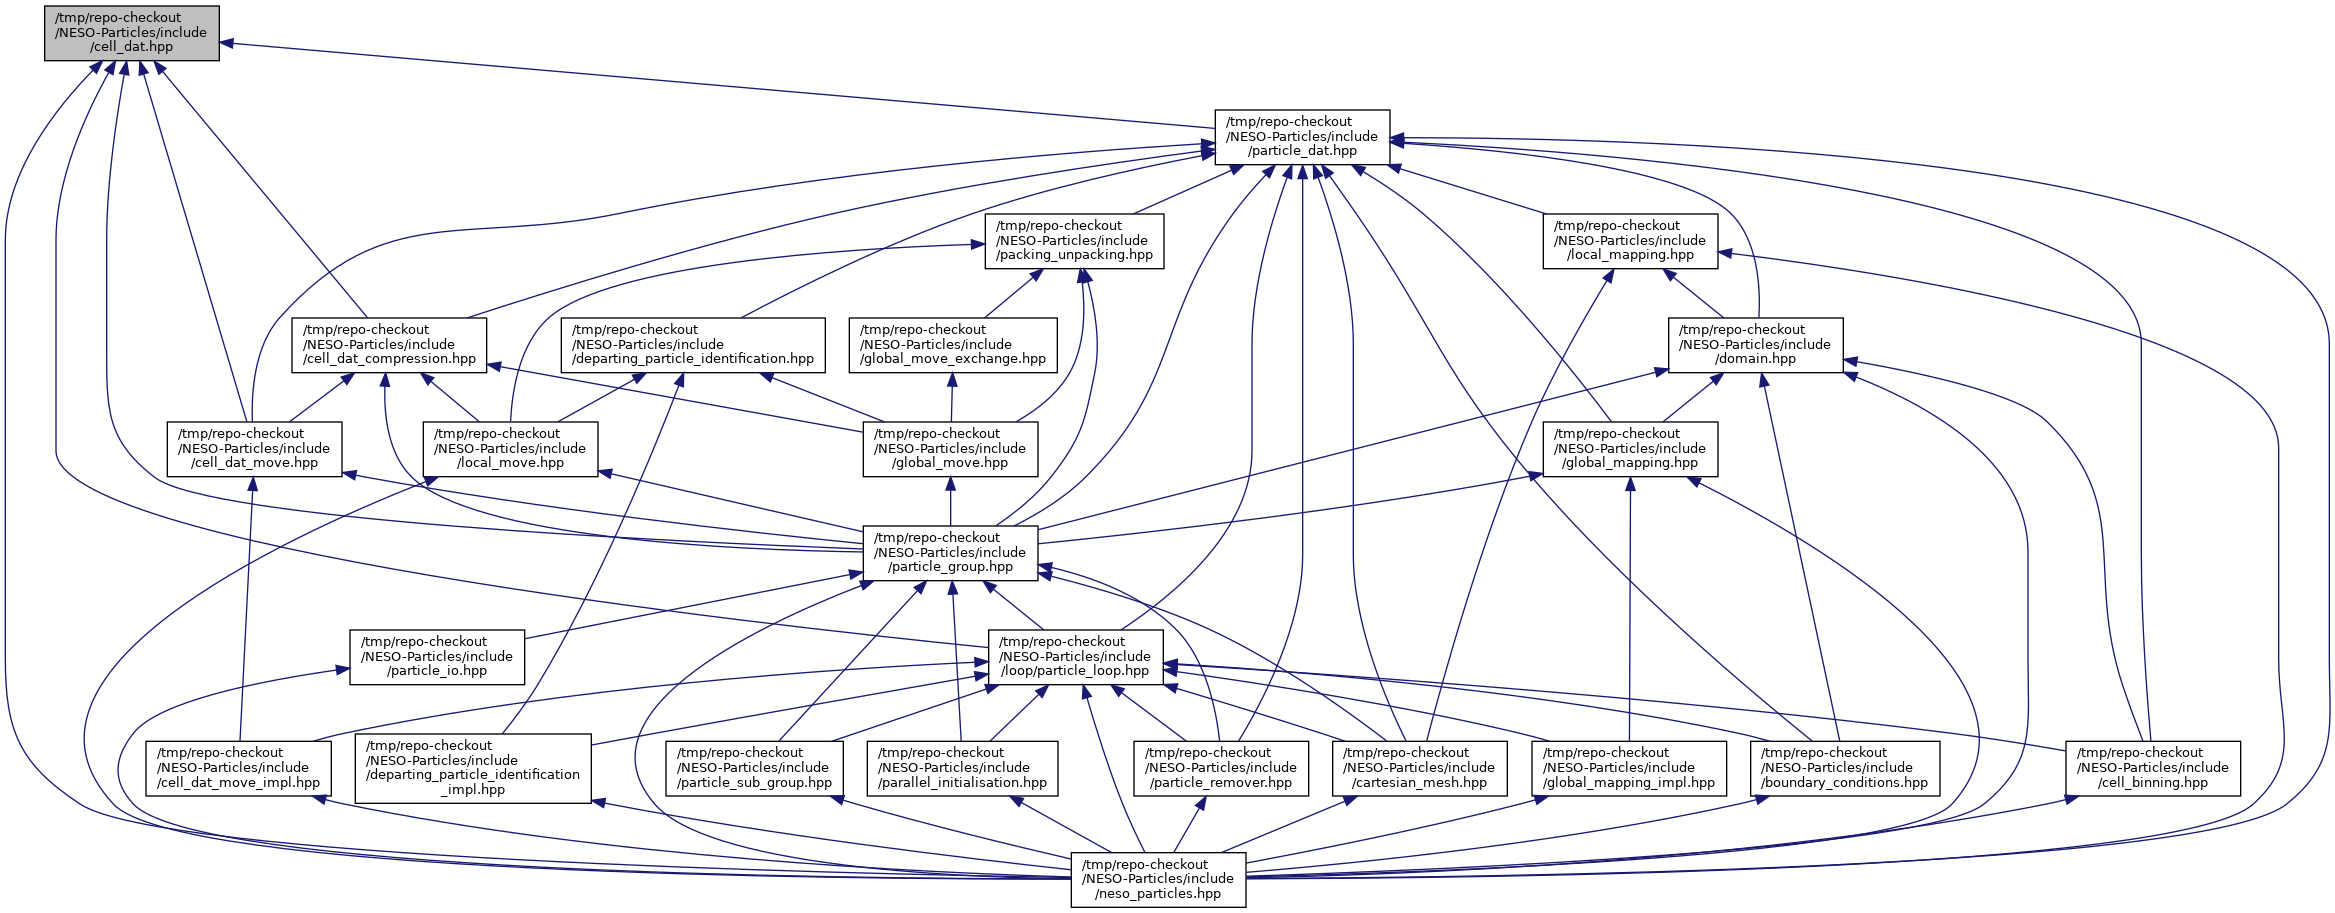 /tmp/repo-checkout
/NESO-Particles/include
/cell_dat.hpp
/tmp/repo-checkout
/NESO-Particles/include
/particle_dat.hpp
/tmp/repo-checkout
/NESO-Particles/include
/packing_unpacking.hpp
/tmp/repo-checkout
/NESO-Particles/include
/local_mapping.hpp
/tmp/repo-checkout
/NESO-Particles/include
/cell_dat_compression.hpp
/tmp/repo-checkout
/NESO-Particles/include
/departing_particle_identification.hpp
/tmp/repo-checkout
/NESO-Particles/include
/global_move_exchange.hpp
/tmp/repo-checkout
/NESO-Particles/include
/domain.hpp
/tmp/repo-checkout
/NESO-Particles/include
/cell_dat_move.hpp
/tmp/repo-checkout
/NESO-Particles/include
/local_move.hpp
/tmp/repo-checkout
/NESO-Particles/include
/global_move.hpp
/tmp/repo-checkout
/NESO-Particles/include
/global_mapping.hpp
/tmp/repo-checkout
/NESO-Particles/include
/particle_group.hpp
/tmp/repo-checkout
/NESO-Particles/include
/particle_io.hpp
/tmp/repo-checkout
/NESO-Particles/include
/loop/particle_loop.hpp
/tmp/repo-checkout
/NESO-Particles/include
/cell_dat_move_impl.hpp
/tmp/repo-checkout
/NESO-Particles/include
/departing_particle_identification
_impl.hpp
/tmp/repo-checkout
/NESO-Particles/include
/particle_sub_group.hpp
/tmp/repo-checkout
/NESO-Particles/include
/parallel_initialisation.hpp
/tmp/repo-checkout
/NESO-Particles/include
/particle_remover.hpp
/tmp/repo-checkout
/NESO-Particles/include
/cartesian_mesh.hpp
/tmp/repo-checkout
/NESO-Particles/include
/global_mapping_impl.hpp
/tmp/repo-checkout
/NESO-Particles/include
/boundary_conditions.hpp
/tmp/repo-checkout
/NESO-Particles/include
/cell_binning.hpp
/tmp/repo-checkout
/NESO-Particles/include
/neso_particles.hpp